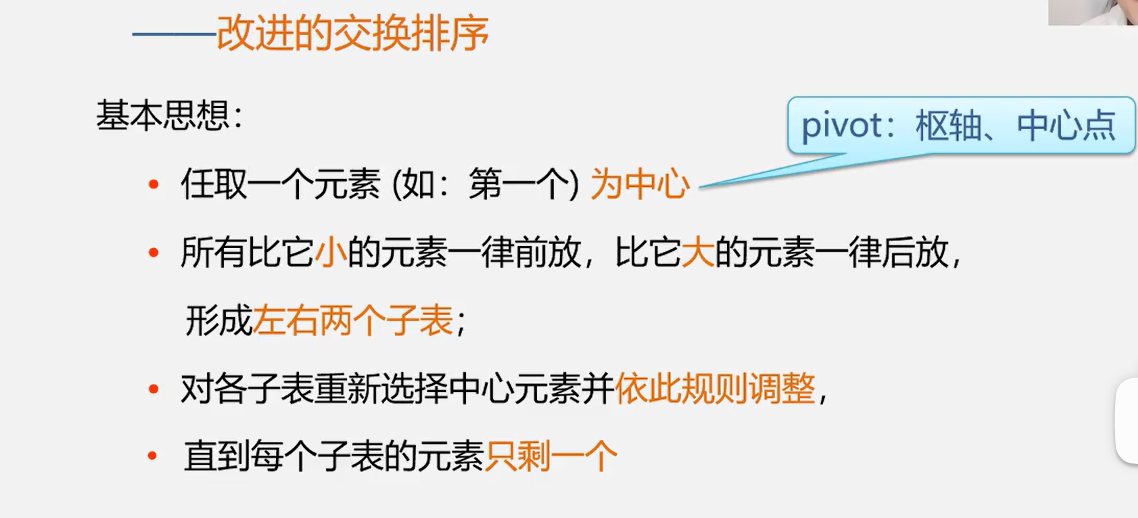 ——改进的交换排序
基本思想：
pivot：枢轴、中心点
• 任取一个元素 (如：第一个) 为中心
• 所有比它小的元素一律前放，比它大的元素一律后放，
形成左右两个子表；
• 对各子表重新选择中心元素并依此规则调整，
• 直到每个子表的元素只剩一个